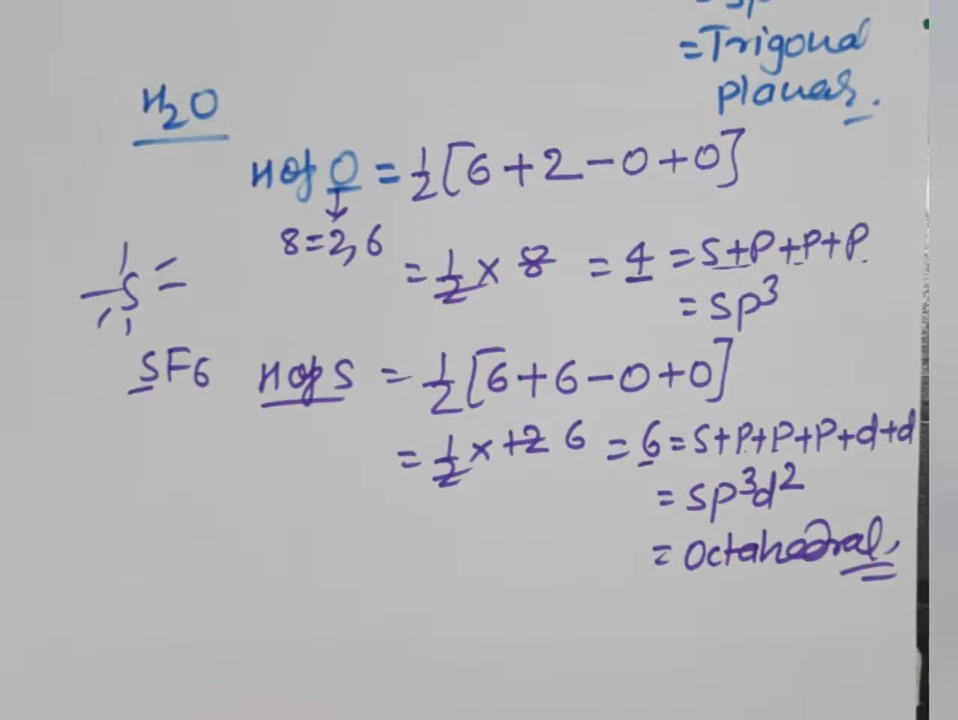 = Trigonal
planar.
H₂O
H of O = ½[6+2-0+0]
8=2,6
= ½ × 8 = 4 = s+p+p+p
= sp³
S
SF6 H of S = ½[6+6-0+0]
= ½ × 12 6 = 6 = s+p+p+p+d+d
= sp³d²
= Octahedral,